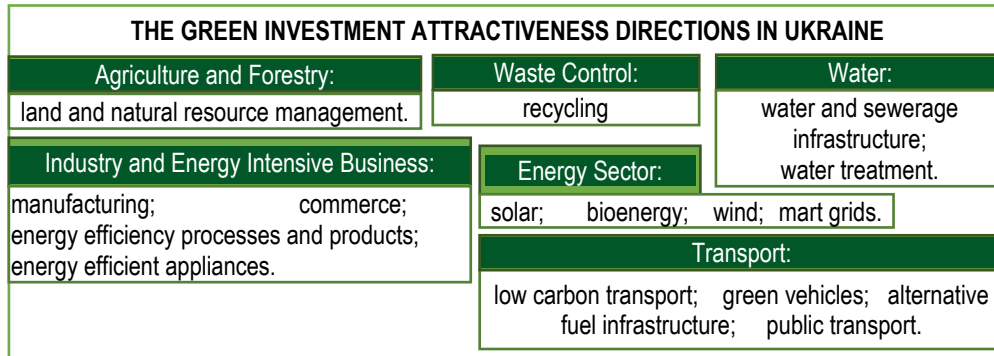 THE GREEN INVESTMENT ATTRACTIVENESS DIRECTIONS IN UKRAINE
Agriculture and Forestry:
land and natural resource management.
Waste Control:
recycling
Water:
water and sewerage
infrastructure;
water treatment.
Industry and Energy Intensive Business:
manufacturing; commerce;
energy efficiency processes and products;
energy efficient appliances.
Energy Sector:
solar; bioenergy; wind; mart grids.
Transport:
low carbon transport; green vehicles; alternative
fuel infrastructure; public transport.